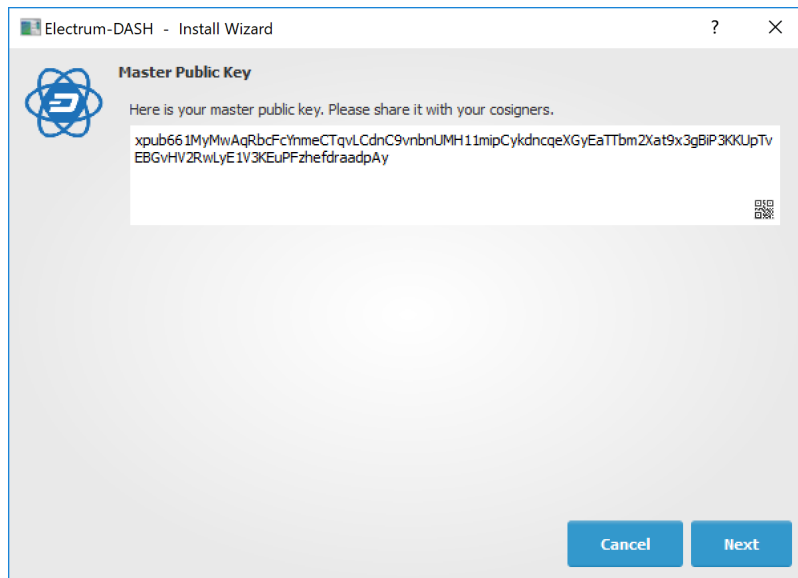 Electrum-DASH - Install Wizard
Master Public Key
Here is your master public key. Please share it with your cosigners.
xpub661MyMwAqRbcFcYnmeCTqvLCdnC9vnbnUMH11mipCykdncqeXGyEaTTbm2Xat9x3gBiP3KKUpTv
EBGvHV2RwLyE1V3KEuPFzhefdraadpAy
Cancel Next